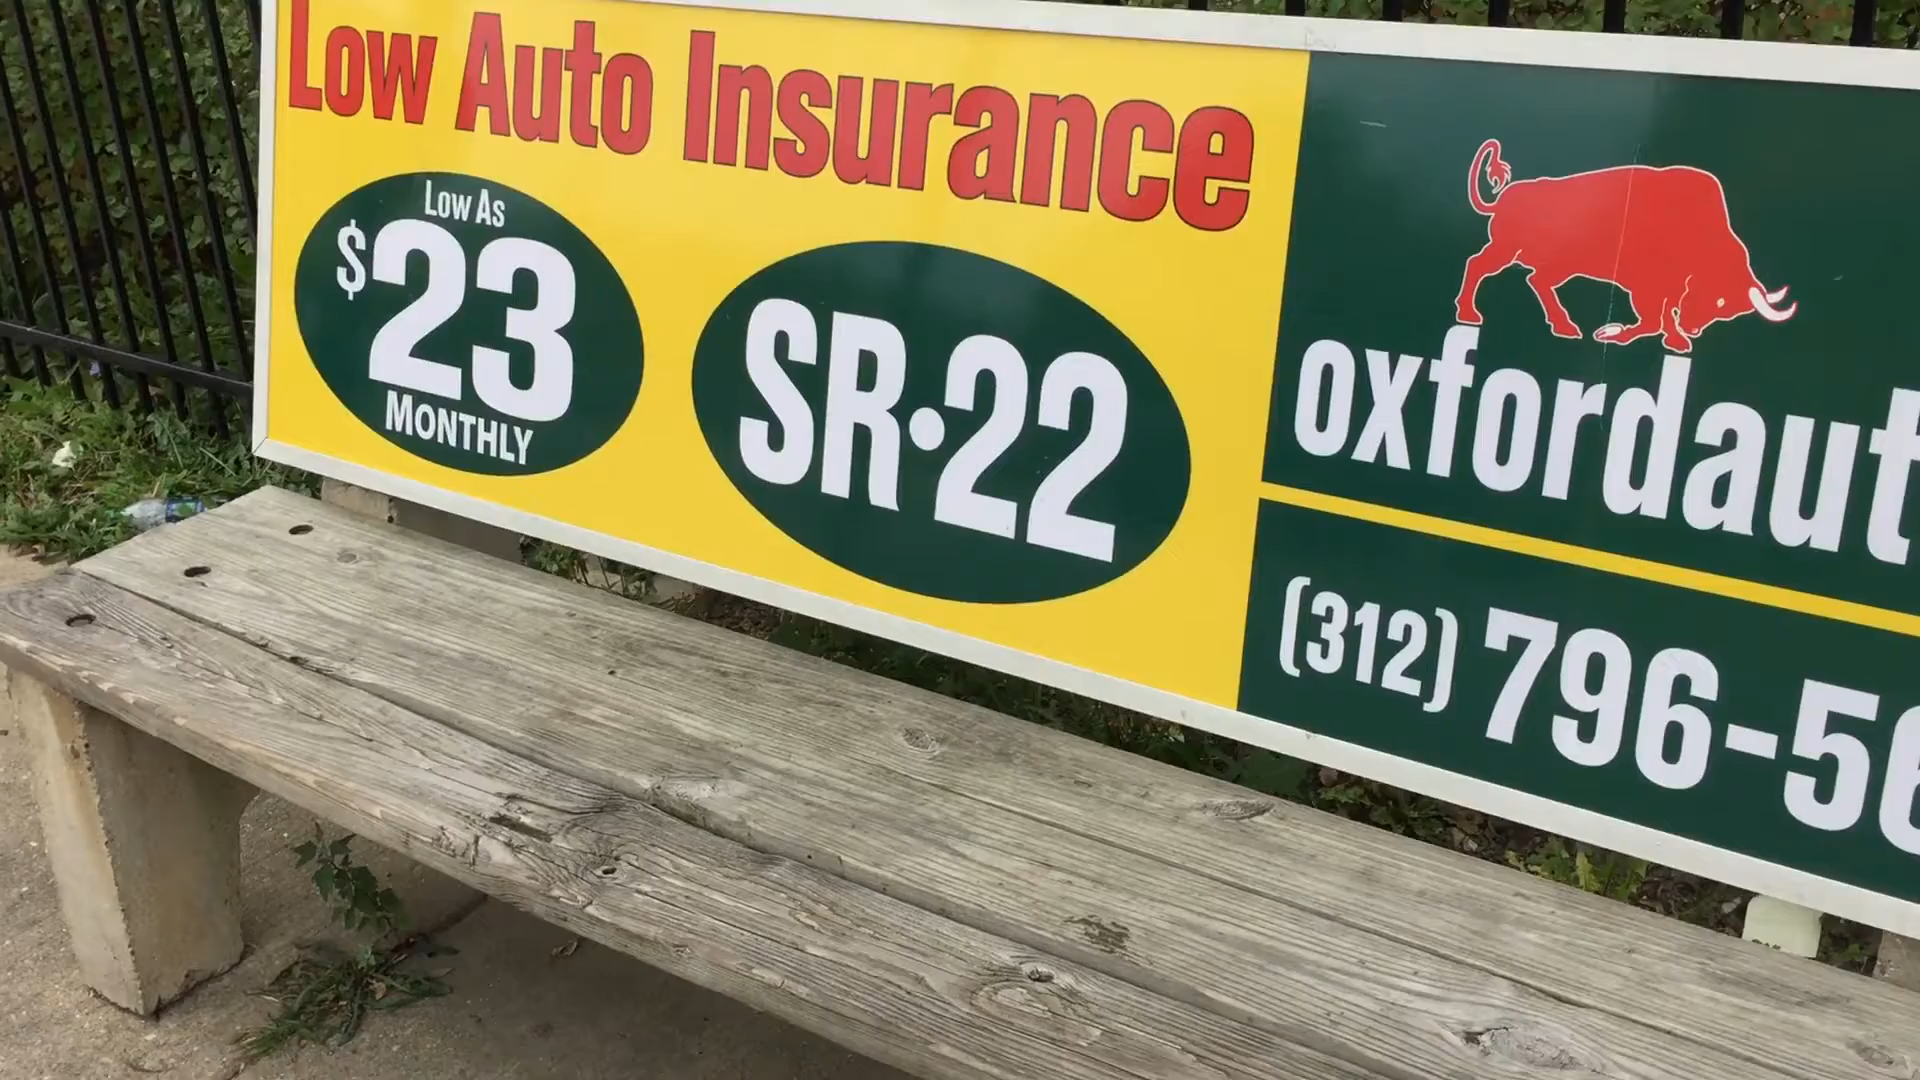 Low Auto Insurance
Low As
$23
MONTHLY
SR•22
oxfordaut
(312) 796-56